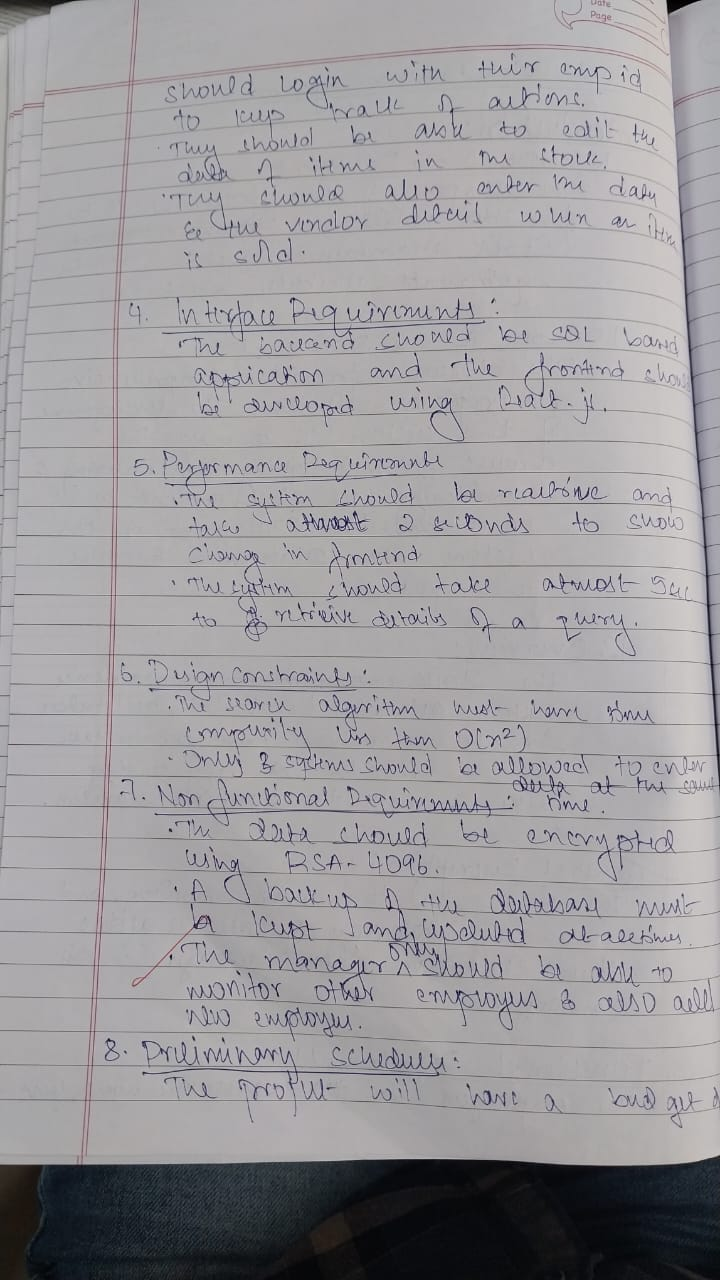 Date
Page
should login with their emp id
to keep track of actions.
· They should be able to edit the
data of items in the stock.
· They should also enter the data
& the vendor detail when an item
is sold.
4. Interface Requirements:
· The backend should be SQL based
application and the frontend shou
be developed using React.js.
5. Performance Requirements
· The system should be reactive and
take atmost 2 seconds to show
change in frontend
· The system should take atmost 5sec
to retrieve details of a query.
6. Design Constraints:
· The search algorithm must have time
complexity less than O(n²)
· Only 3 systems should be allowed to enter
data at the same
7. Non functional Requirements: time.
· The data should be encrypted
using RSA-4096.
· A backup of the database must
be kept and updated at all times.
· The manager only should be able to
monitor other employees & also add
new employee.
8. Preliminary schedule:
The project will have a budget